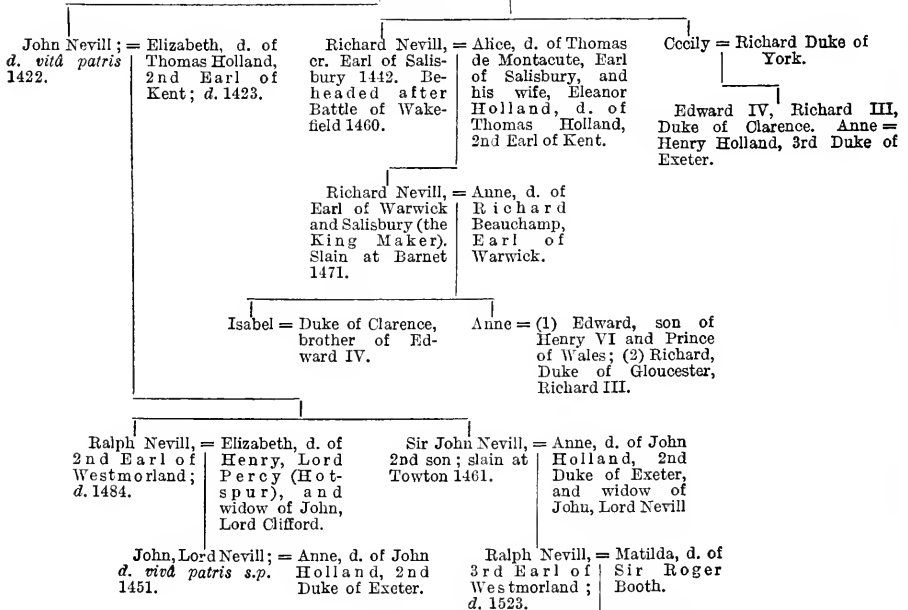 John Nevill; =
d. vitâ patris
1422.
Elizabeth, d. of
Thomas Holland,
2nd Earl of
Kent; d. 1423.
Richard Nevill, =
cr. Earl of Salis-
bury 1442. Be-
headed after
Battle of Wake-
field 1460.
Alice, d. of Thomas
de Montacute, Earl
of Salisbury, and
his wife, Eleanor
Holland, d. of
Thomas Holland,
2nd Earl of Kent.
Cecily = Richard Duke of
York.
Edward IV, Richard III,
Duke of Clarence. Anne =
Henry Holland, 3rd Duke of
Exeter.
Richard Nevill, =
Earl of Warwick
and Salisbury (the
King Maker).
Slain at Barnet
1471.
Anne, d. of
Richard
Beauchamp,
Earl of
Warwick.
Isabel = Duke of Clarence,
brother of Ed-
ward IV.
Anne = (1) Edward, son of
Henry VI and Prince
of Wales; (2) Richard,
Duke of Gloucester,
Richard III.
Ralph Nevill, =
2nd Earl of
Westmorland;
d. 1484.
Elizabeth, d. of
Henry, Lord
Percy (Hot-
spur), and
widow of John,
Lord Clifford.
Sir John Nevill, =
2nd son; slain at
Towton 1461.
Anne, d. of John
Holland, 2nd
Duke of Exeter,
and widow of
John, Lord Nevill
John, Lord Nevill; =
d. vivâ patris s.p.
1451.
Anne, d. of John
Holland, 2nd
Duke of Exeter.
Ralph Nevill, =
3rd Earl of
Westmorland;
d. 1523.
Matilda, d. of
Sir Roger
Booth.